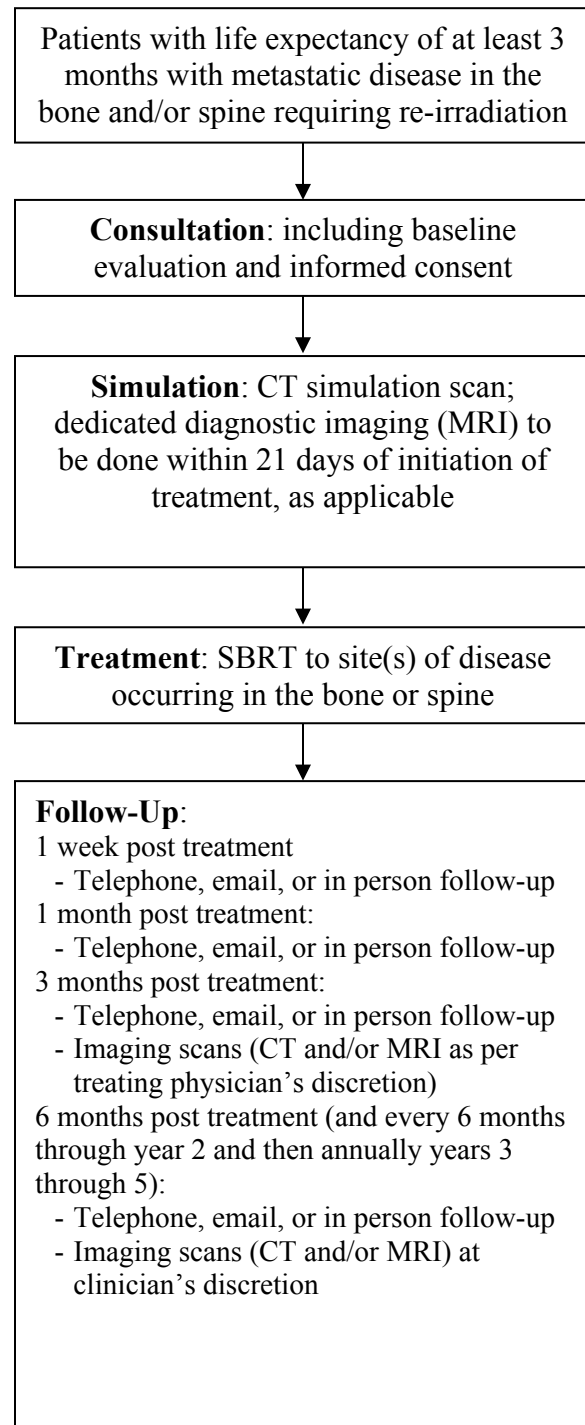 Patients with life expectancy of at least 3
months with metastatic disease in the
bone and/or spine requiring re-irradiation
Consultation: including baseline
evaluation and informed consent
Simulation: CT simulation scan;
dedicated diagnostic imaging (MRI) to
be done within 21 days of initiation of
treatment, as applicable
Treatment: SBRT to site(s) of disease
occurring in the bone or spine
Follow-Up:
1 week post treatment
- Telephone, email, or in person follow-up
1 month post treatment:
- Telephone, email, or in person follow-up
3 months post treatment:
- Telephone, email, or in person follow-up
- Imaging scans (CT and/or MRI as per
treating physician’s discretion)
6 months post treatment (and every 6 months
through year 2 and then annually years 3
through 5):
- Telephone, email, or in person follow-up
- Imaging scans (CT and/or MRI) at
clinician’s discretion